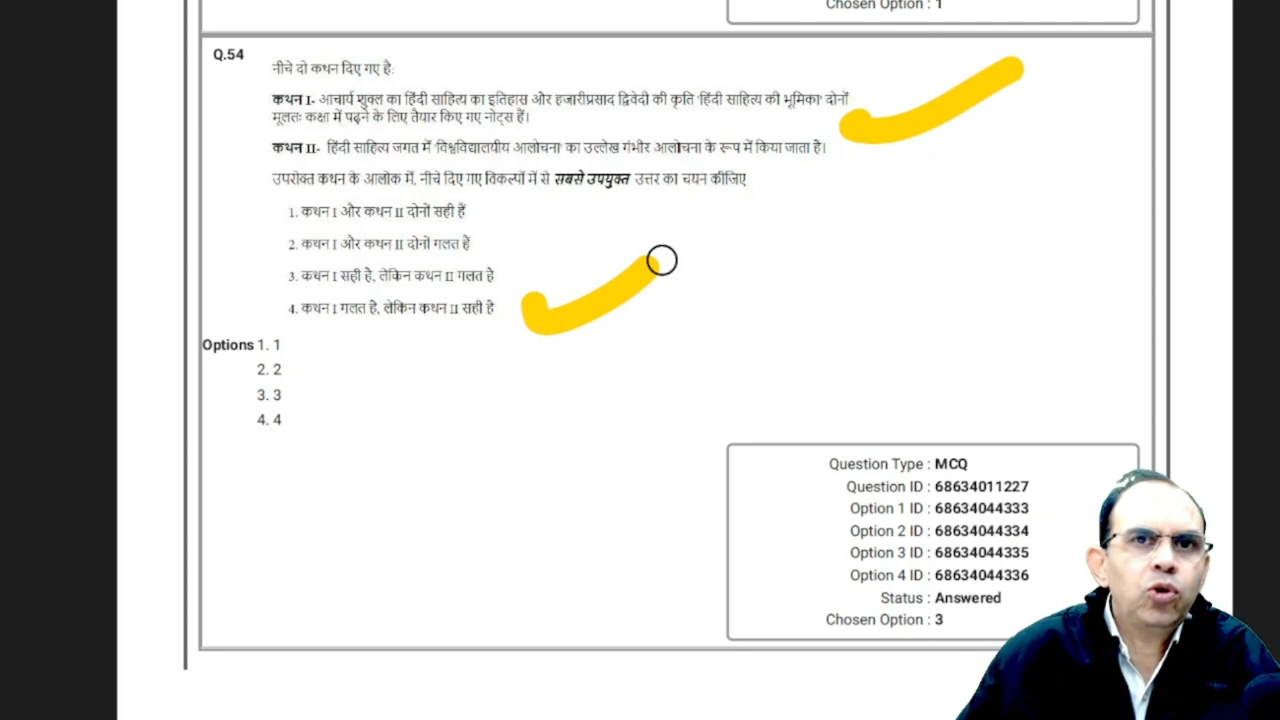 Chosen Option : 1
Q.54
नीचे दो कथन दिए गए है:
कथन I- आचार्य शुक्ल का हिंदी साहित्य का इतिहास और हजारीप्रसाद द्विवेदी की कृति 'हिंदी साहित्य की भूमिका' दोनों
मूलतः कक्षा में पढ़ने के लिए तैयार किए गए नोट्स हैं।
कथन II- हिंदी साहित्य जगत में 'विश्वविद्यालयीय आलोचना' का उल्लेख गंभीर आलोचना के रूप में किया जाता है।
उपरोक्त कथन के आलोक में, नीचे दिए गए विकल्पों में से सबसे उपयुक्त उत्तर का चयन कीजिए
1. कथन I और कथन II दोनों सही हैं
2. कथन I और कथन II दोनों गलत हैं
3. कथन I सही है, लेकिन कथन II गलत है
4. कथन I गलत है, लेकिन कथन II सही है
Options 1. 1
2. 2
3. 3
4. 4
Question Type : MCQ
Question ID : 68634011227
Option 1 ID : 68634044333
Option 2 ID : 68634044334
Option 3 ID : 68634044335
Option 4 ID : 68634044336
Status : Answered
Chosen Option : 3